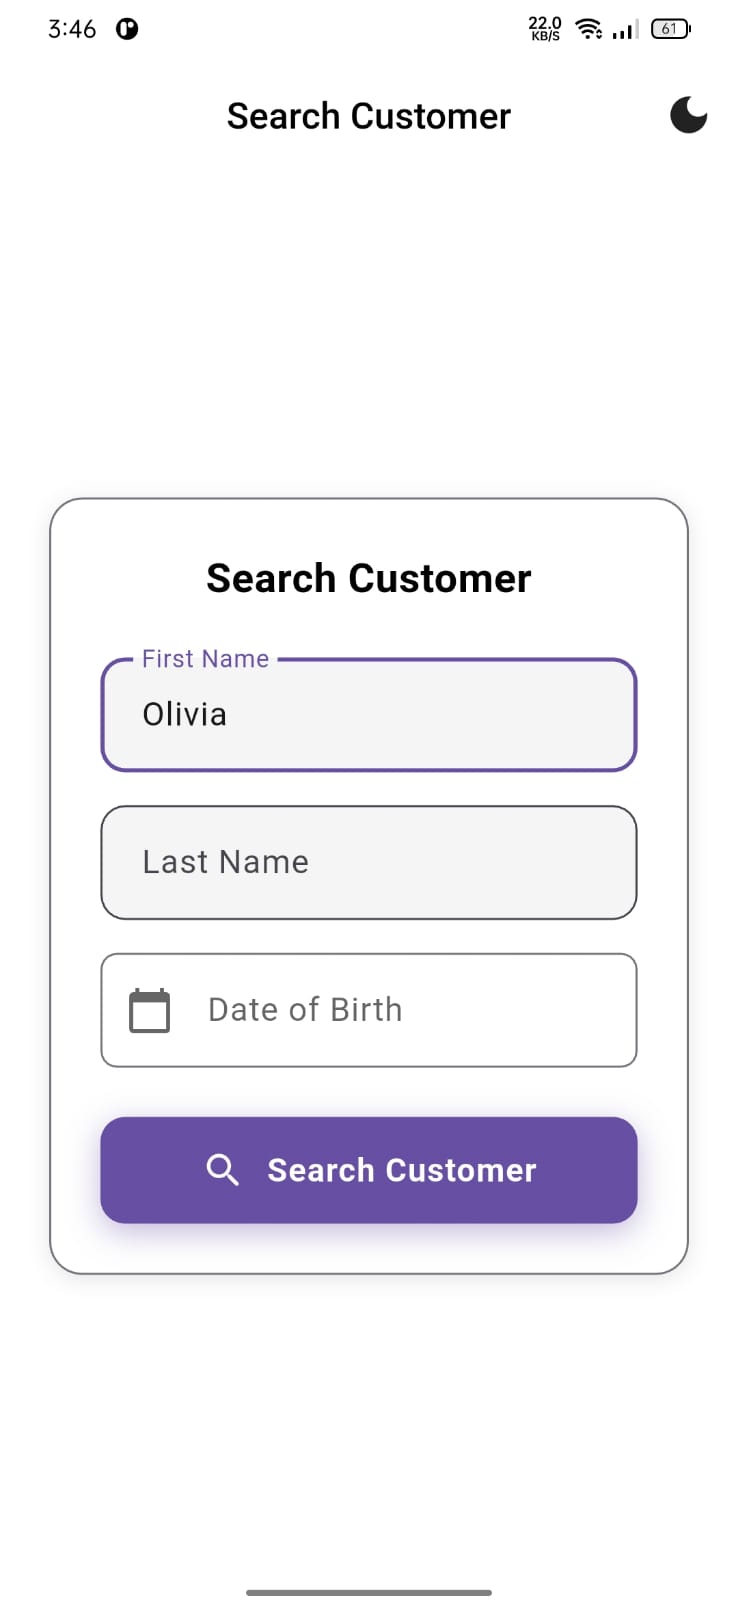 3:46
22.0
KB/S
61
Search Customer
Search Customer
First Name
Olivia
Last Name
Date of Birth
Search Customer